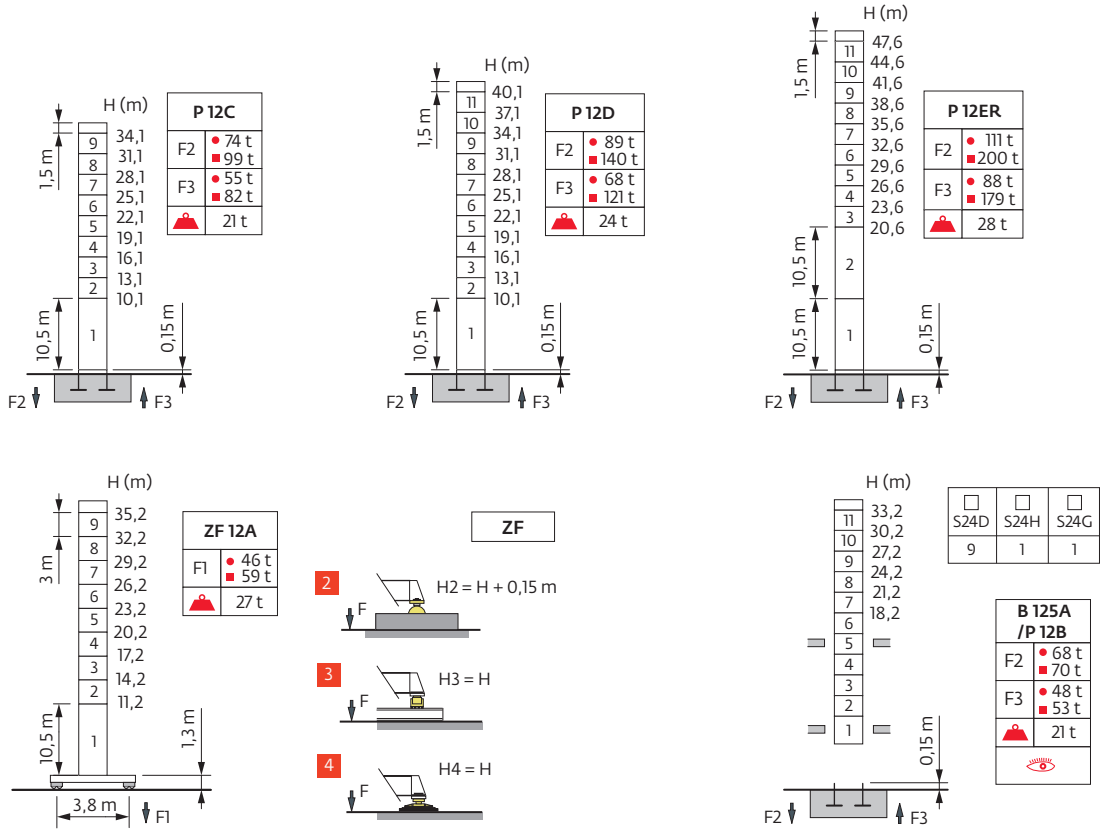 H (m)
1,5 m
34,1
31,1
28,1
25,1
22,1
19,1
16,1
13,1
10,1
9
8
7
6
5
4
3
2
1
10,5 m
0,15 m
F2
F3
P 12C
F2 ● 74 t
■ 99 t
F3 ● 55 t
■ 82 t
21 t
H (m)
1,5 m
40,1
37,1
34,1
31,1
28,1
25,1
22,1
19,1
16,1
13,1
10,1
11
10
9
8
7
6
5
4
3
2
1
10,5 m
0,15 m
F2
F3
P 12D
F2 ● 89 t
■ 140 t
F3 ● 68 t
■ 121 t
24 t
H (m)
1,5 m
47,6
44,6
41,6
38,6
35,6
32,6
29,6
26,6
23,6
20,6
11
10
9
8
7
6
5
4
3
2
1
10,5 m
10,5 m
0,15 m
F2
F3
P 12ER
F2 ● 111 t
■ 200 t
F3 ● 88 t
■ 179 t
28 t
H (m)
3 m
35,2
32,2
29,2
26,2
23,2
20,2
17,2
14,2
11,2
9
8
7
6
5
4
3
2
1
10,5 m
1,3 m
3,8 m
F1
ZF 12A
F1 ● 46 t
■ 59 t
27 t
ZF
2
F
H2 = H + 0,15 m
3
F
H3 = H
4
F
H4 = H
H (m)
33,2
30,2
27,2
24,2
21,2
18,2
11
10
9
8
7
6
5
4
3
2
1
0,15 m
F2
F3
S24D S24H S24G
9 1 1
B 125A
/P 12B
F2 ● 68 t
■ 70 t
F3 ● 48 t
■ 53 t
21 t